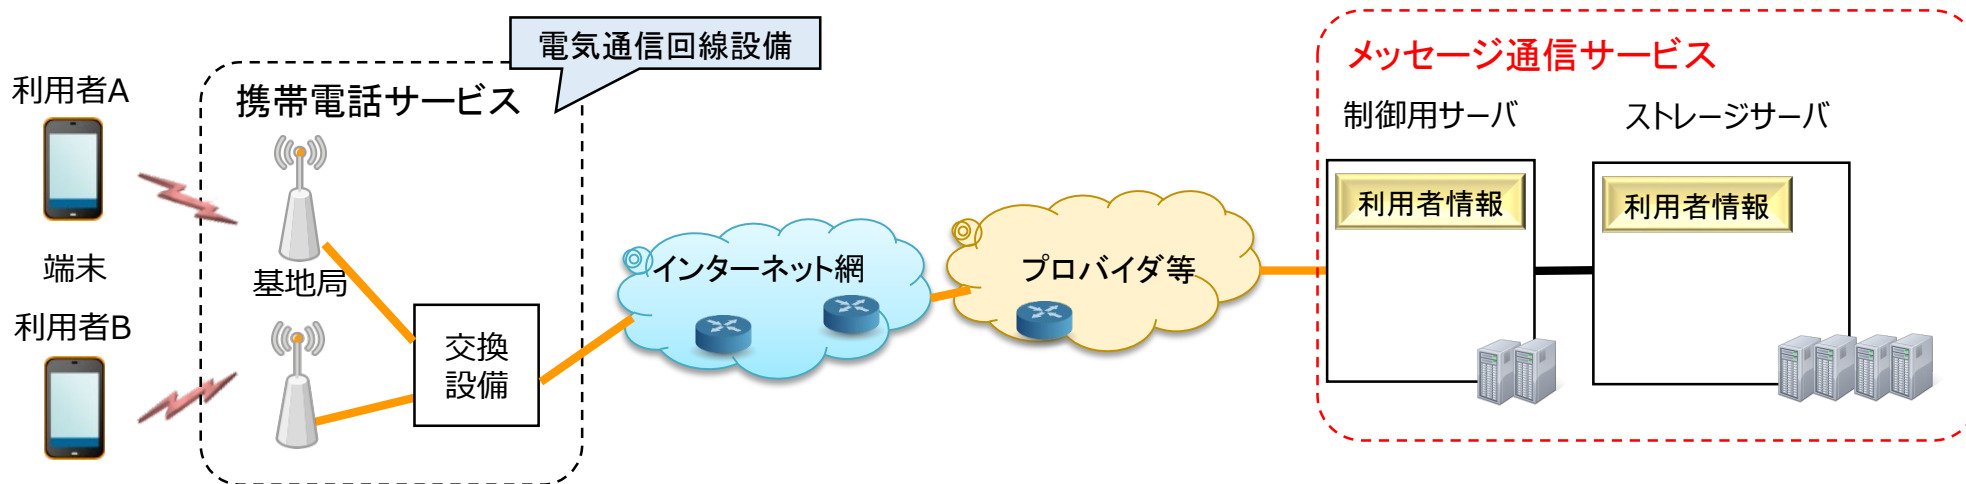 電気通信回線設備
メッセージ通信サービス
利用者A
携帯電話サービス
制御用サーバ
ストレージサーバ
利用者情報
利用者情報
端末
基地局
インターネット網
プロバイダ等
利用者B
交換
設備